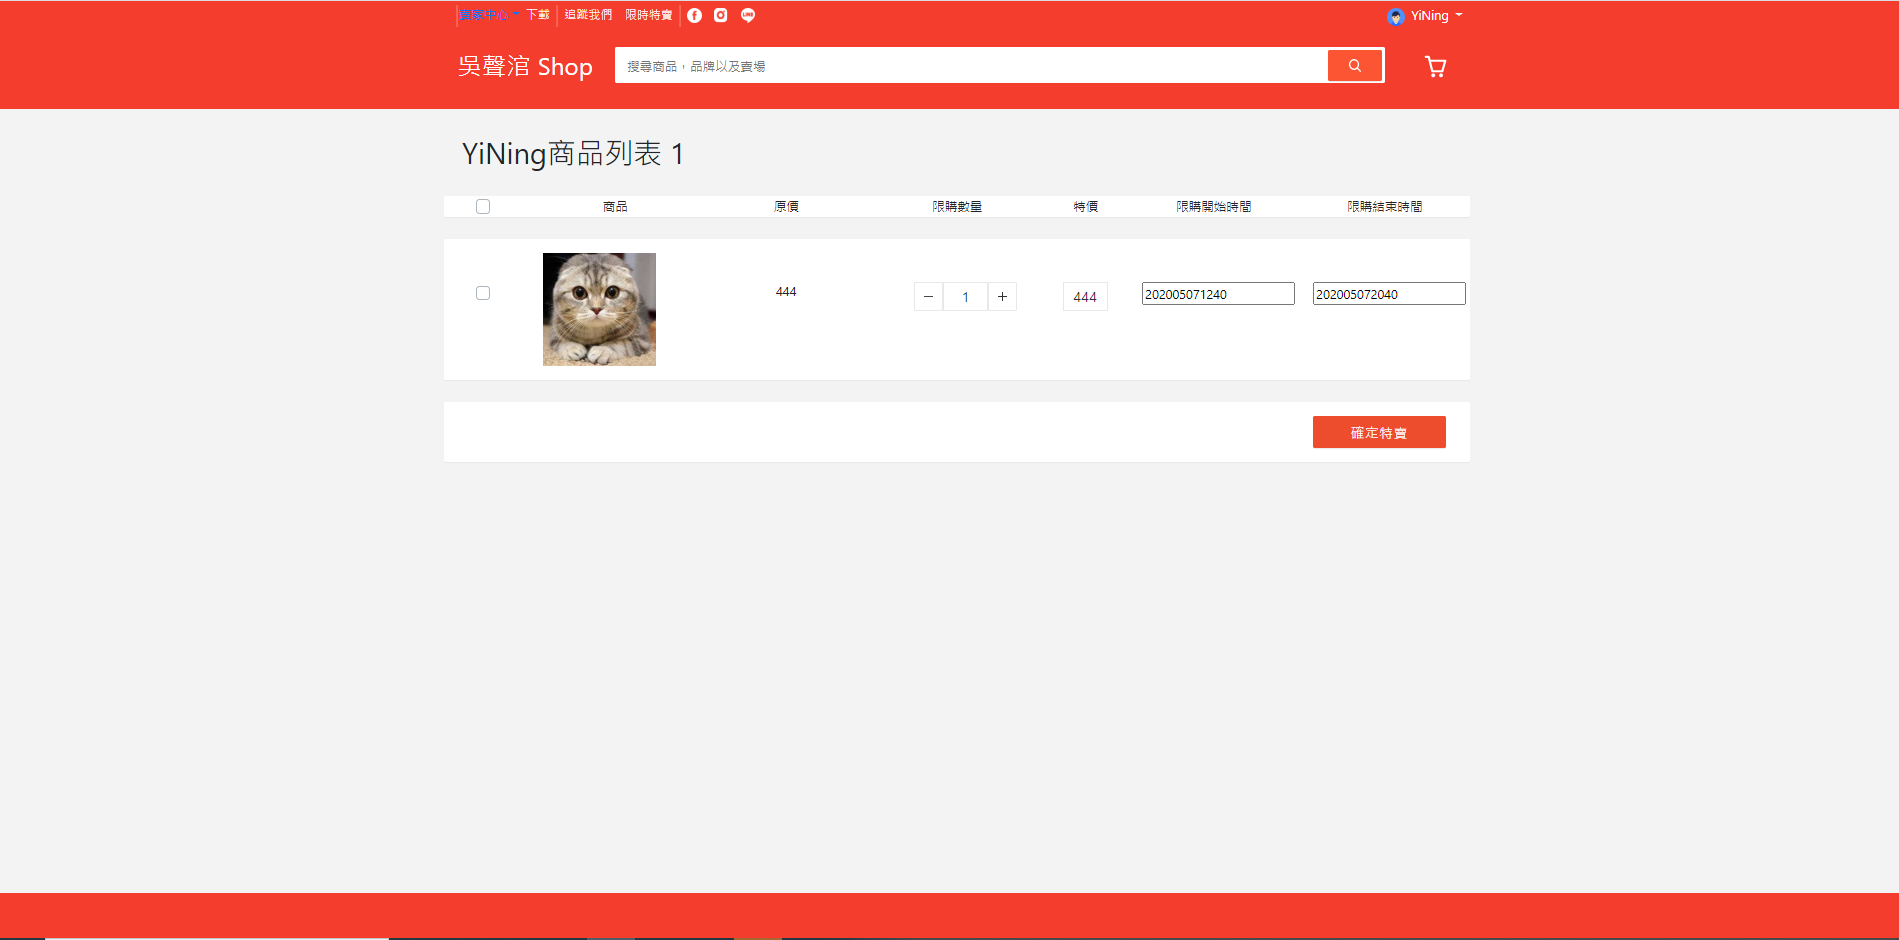 賣家中心 下載 追蹤我們 限時特賣 YiNing
吳聲涫 Shop 搜尋商品，品牌以及賣場
YiNing商品列表 1
商品 原價 限購數量 特價 限購開始時間 限購結束時間
444 1 444 202005071240 202005072040
確定特賣